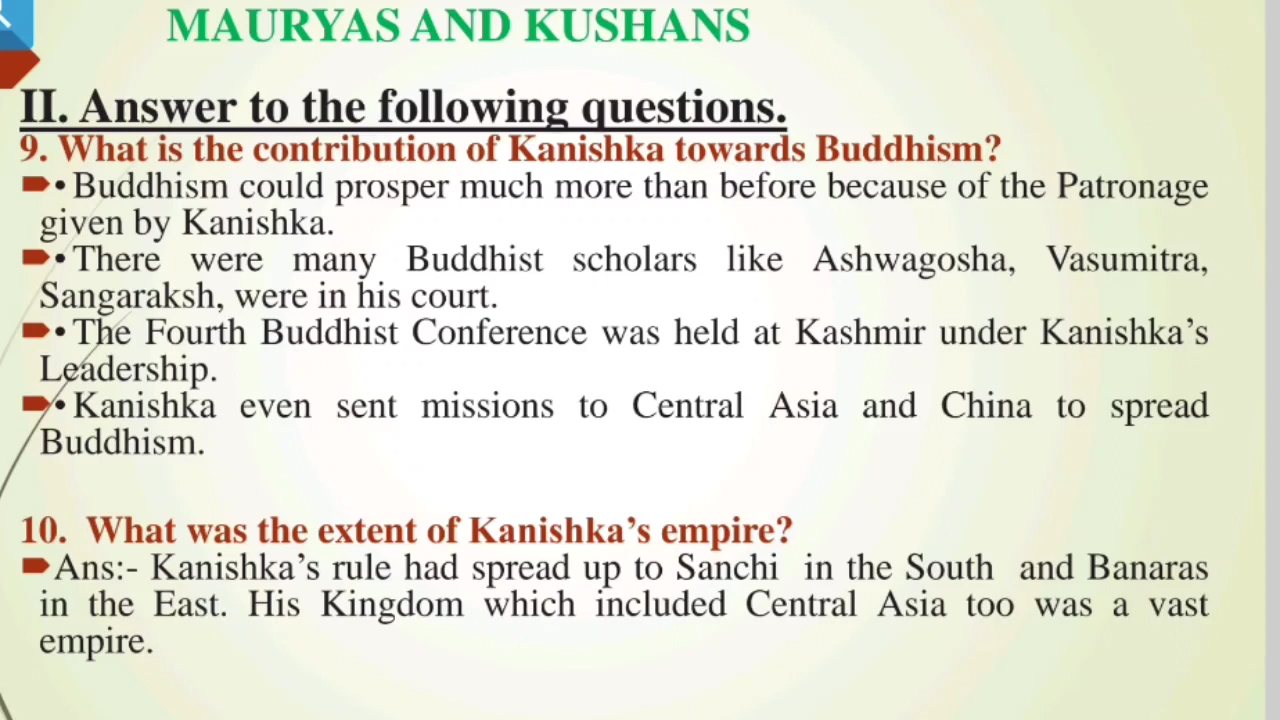 MAURYAS AND KUSHANS
II. Answer to the following questions.
9. What is the contribution of Kanishka towards Buddhism?
• Buddhism could prosper much more than before because of the Patronage
given by Kanishka.
• There were many Buddhist scholars like Ashwagosha, Vasumitra,
Sangaraksh, were in his court.
• The Fourth Buddhist Conference was held at Kashmir under Kanishka’s
Leadership.
• Kanishka even sent missions to Central Asia and China to spread
Buddhism.
10. What was the extent of Kanishka’s empire?
Ans:- Kanishka’s rule had spread up to Sanchi in the South and Banaras
in the East. His Kingdom which included Central Asia too was a vast
empire.